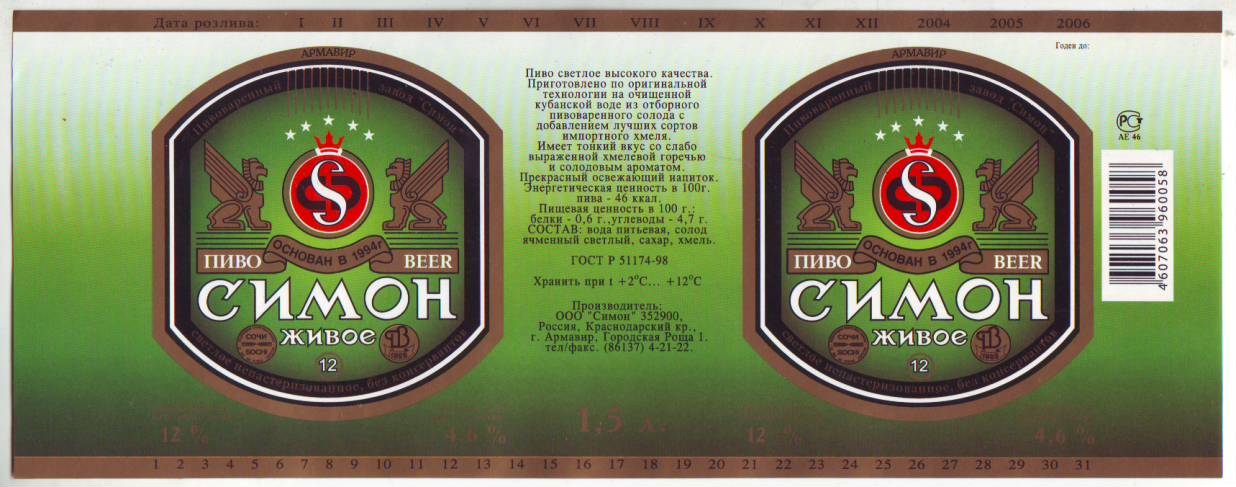 Дата розлива: I II III IV V VI VII VIII IX X XI XII 2004 2005 2006
АРМАВИР
Пивоваренный завод "Симон"
S
ОСНОВАН В 1994г
ПИВО BEER
СИМОН
живое
СОЧИ
SOCHI
12
светлое непастеризованное, без консервантов
12 %
4,6 %
Пиво светлое высокого качества.
Приготовлено по оригинальной
технологии на очищенной
кубанской воде из отборного
пивоваренного солода с
добавлением лучших сортов
импортного хмеля.
Имеет тонкий вкус со слабо
выраженной хмелевой горечью
и солодовым ароматом.
Прекрасный освежающий напиток.
Энергетическая ценность в 100г.
пива - 46 ккал.
Пищевая ценность в 100 г.:
белки - 0,6 г.,углеводы - 4,7 г.
СОСТАВ: вода питьевая, солод
ячменный светлый, сахар, хмель.
ГОСТ Р 51174-98
Хранить при t +2°C... +12°C
Производитель:
ООО "Симон" 352900,
Россия, Краснодарский кр.,
г. Армавир, Городская Роща 1.
тел/факс. (86137) 4-21-22.
1,5 л.
АРМАВИР
Пивоваренный завод "Симон"
S
ОСНОВАН В 1994г
ПИВО BEER
СИМОН
живое
СОЧИ
SOCHI
12
светлое непастеризованное, без консервантов
12 %
4,6 %
Годен до:
РСТ
АЕ 46
4 607063 960058
1 2 3 4 5 6 7 8 9 10 11 12 13 14 15 16 17 18 19 20 21 22 23 24 25 26 27 28 29 30 31